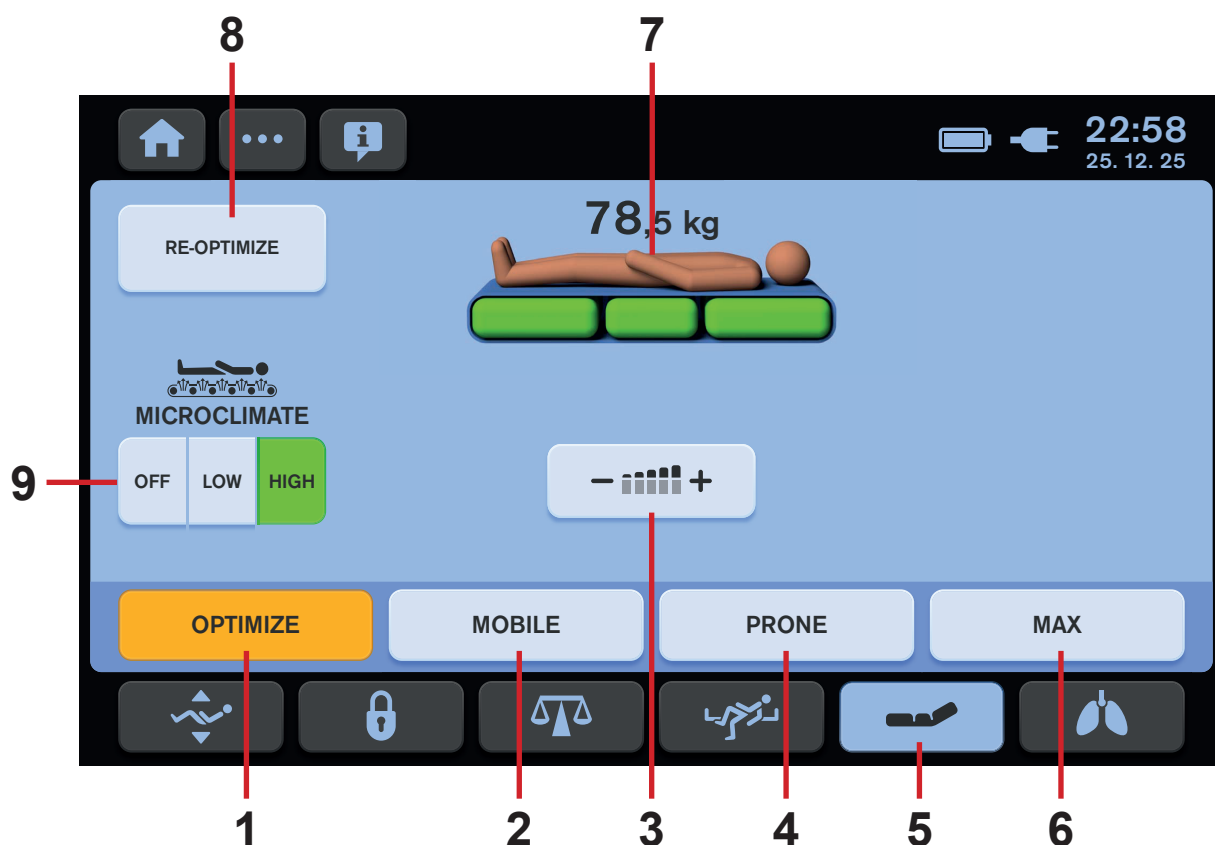 8 7
22:58
25. 12. 25
78,5 kg
RE-OPTIMIZE
MICROCLIMATE
9
OFF LOW HIGH
− +
OPTIMIZE MOBILE PRONE MAX
1 2 3 4 5 6